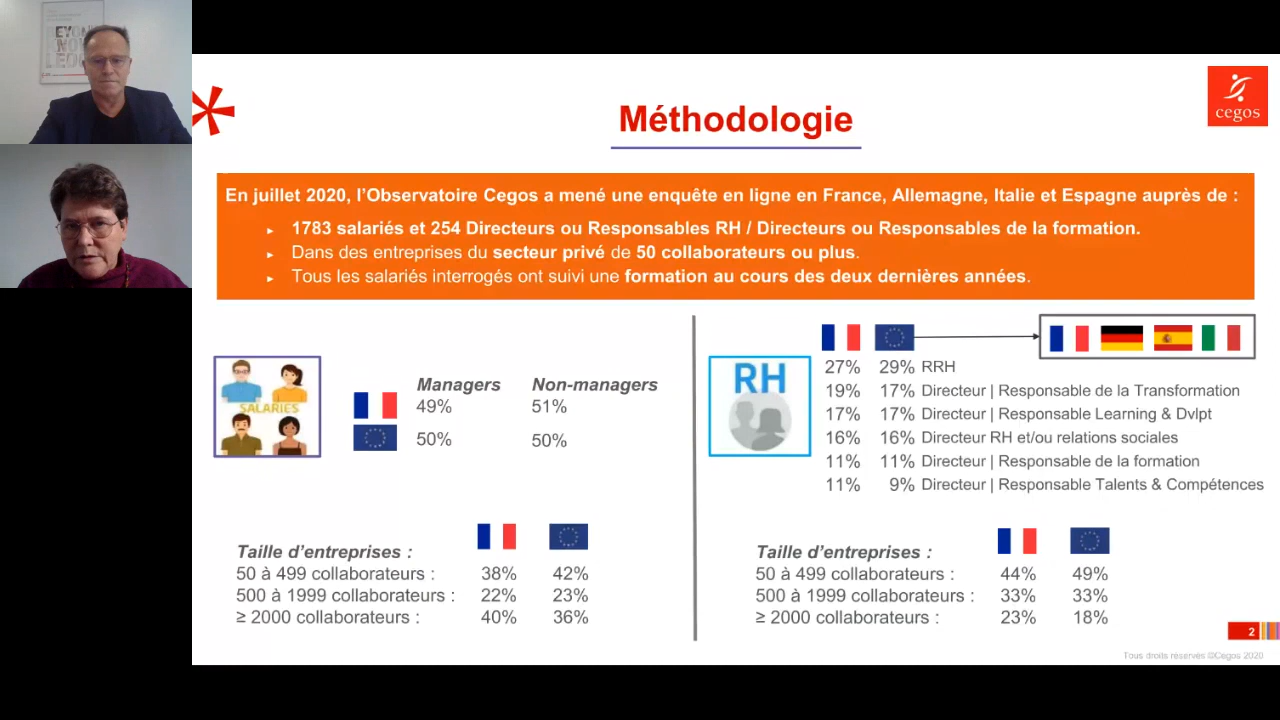 BEYOND
Méthodologie
cegos
En juillet 2020, l’Observatoire Cegos a mené une enquête en ligne en France, Allemagne, Italie et Espagne auprès de :
► 1783 salariés et 254 Directeurs ou Responsables RH / Directeurs ou Responsables de la formation.
► Dans des entreprises du secteur privé de 50 collaborateurs ou plus.
► Tous les salariés interrogés ont suivi une formation au cours des deux dernières années.
SALARIES
Managers Non-managers
49% 51%
50% 50%
Taille d’entreprises :
50 à 499 collaborateurs : 38% 42%
500 à 1999 collaborateurs : 22% 23%
≥ 2000 collaborateurs : 40% 36%
RH
27% 29% RRH
19% 17% Directeur | Responsable de la Transformation
17% 17% Directeur | Responsable Learning & Dvlpt
16% 16% Directeur RH et/ou relations sociales
11% 11% Directeur | Responsable de la formation
11% 9% Directeur | Responsable Talents & Compétences
Taille d’entreprises :
50 à 499 collaborateurs : 44% 49%
500 à 1999 collaborateurs : 33% 33%
≥ 2000 collaborateurs : 23% 18%
2
Tous droits réservés ©Cegos 2020